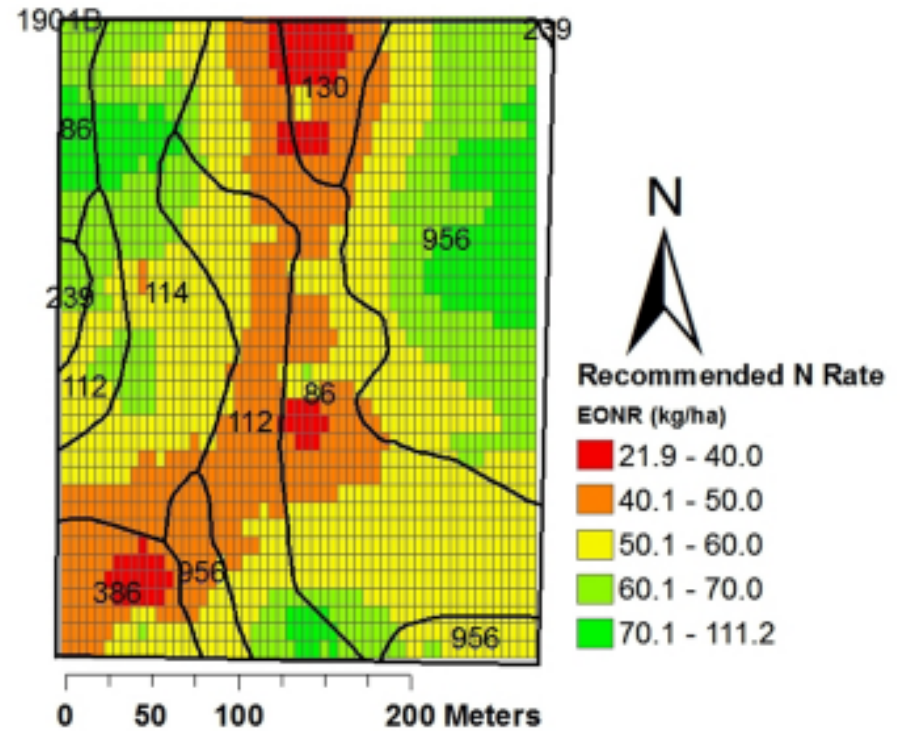 1904B
239
130
86
956
239
114
112
86
112
386
956
956
N
Recommended N Rate
EONR (kg/ha)
21.9 - 40.0
40.1 - 50.0
50.1 - 60.0
60.1 - 70.0
70.1 - 111.2
0 50 100 200 Meters